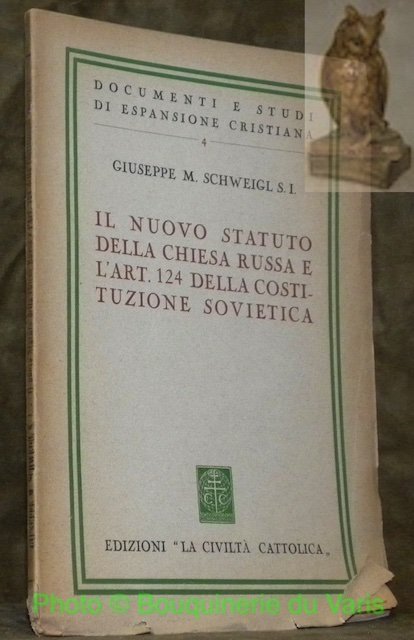 DOCUMENTI E STUDI
DI ESPANSIONE CRISTIANA
4
GIUSEPPE M. SCHWEIGL S. I.
IL NUOVO STATUTO
DELLA CHIESA RUSSA E
L'ART. 124 DELLA COSTI-
TUZIONE SOVIETICA
C C
EDIZIONI "LA CIVILTÀ CATTOLICA„
Photo © Bouquinerie du Varis